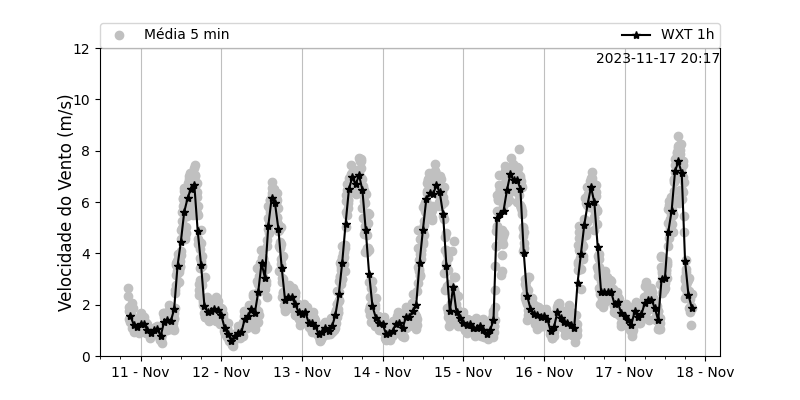 Média 5 min
WXT 1h
2023-11-17 20:17
Velocidade do Vento (m/s)
12
10
8
6
4
2
0
11 - Nov
12 - Nov
13 - Nov
14 - Nov
15 - Nov
16 - Nov
17 - Nov
18 - Nov